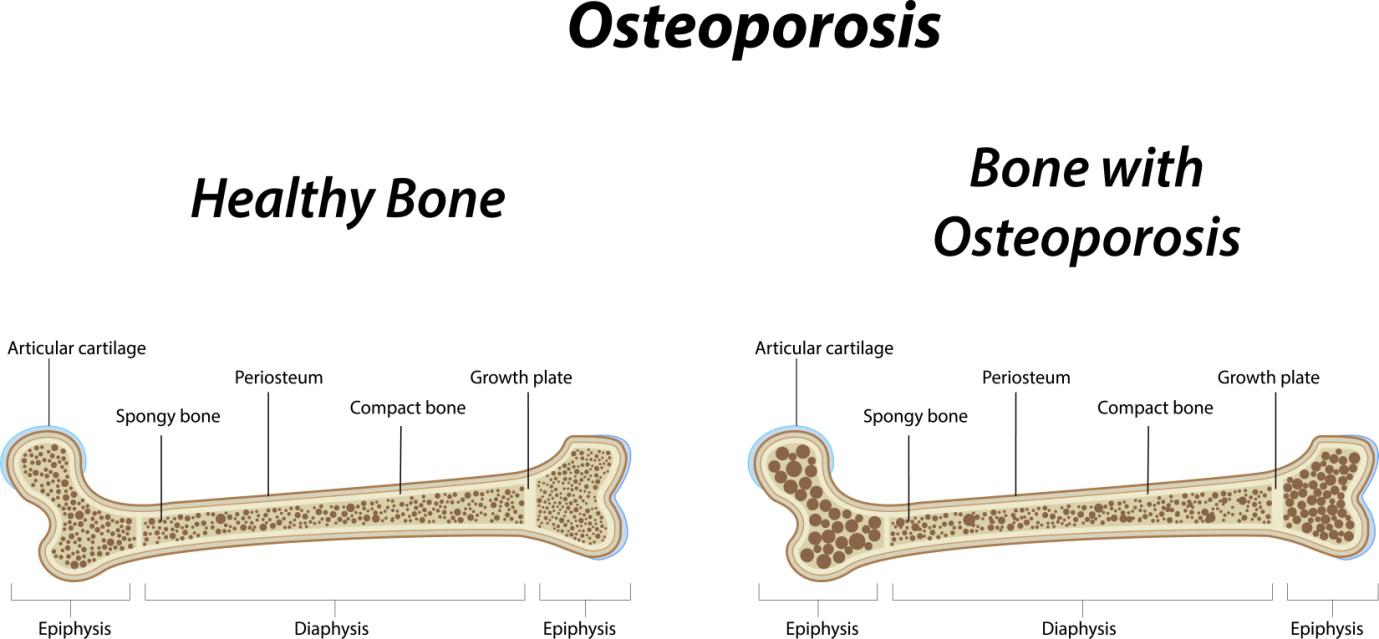 Osteoporosis
Healthy Bone
Bone with
Osteoporosis
Articular cartilage
Periosteum
Growth plate
Spongy bone
Compact bone
Epiphysis
Diaphysis
Epiphysis
Articular cartilage
Periosteum
Growth plate
Spongy bone
Compact bone
Epiphysis
Diaphysis
Epiphysis